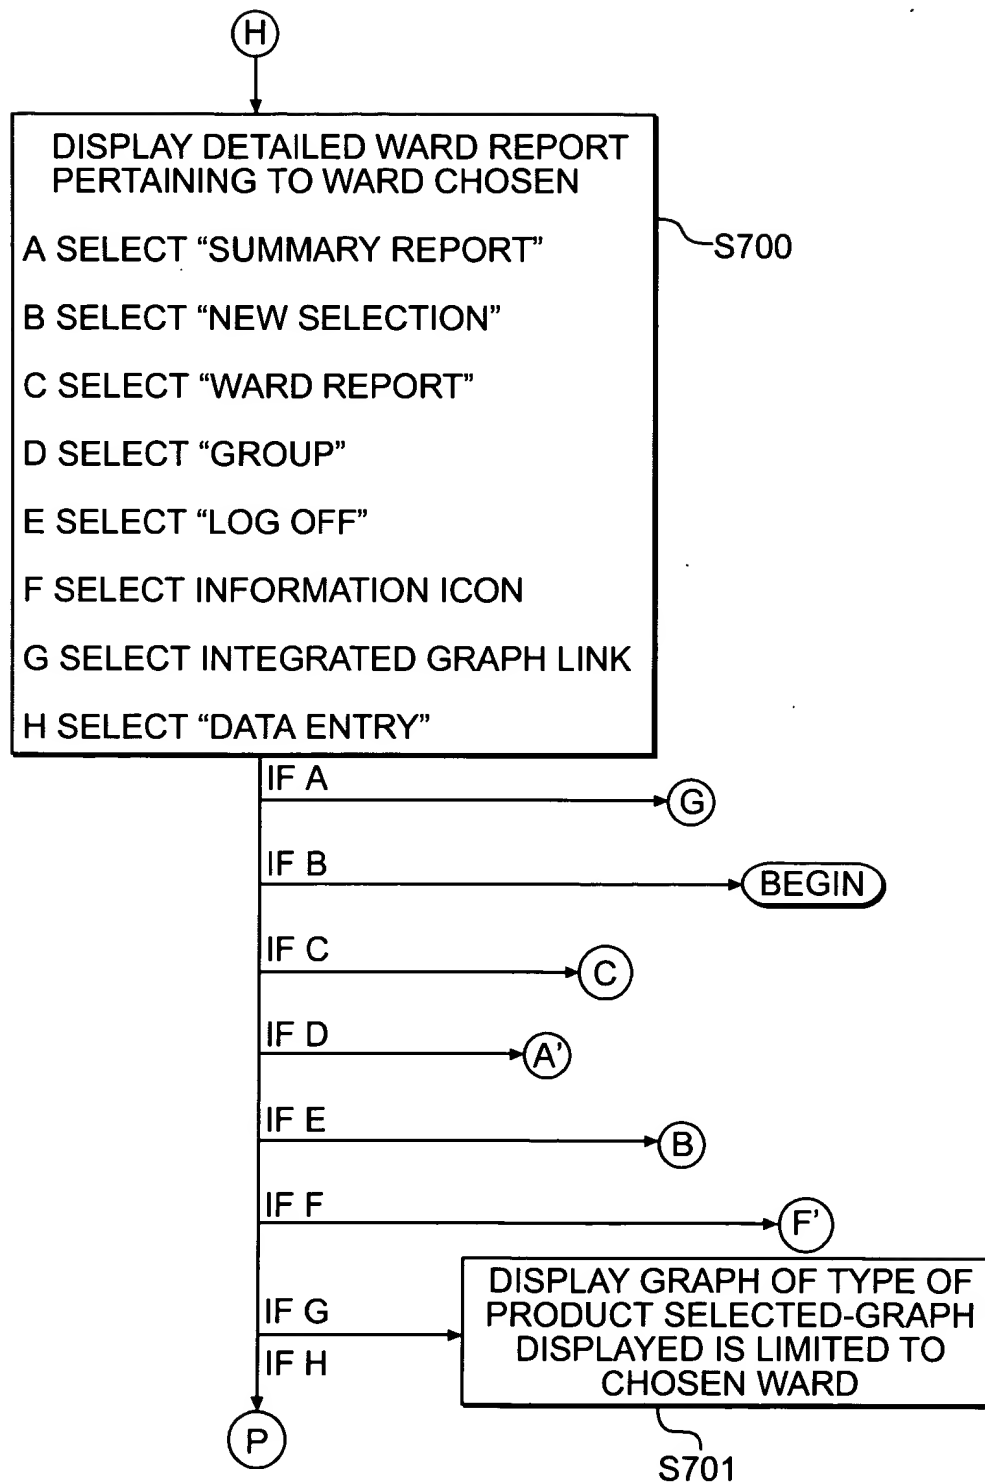 H
DISPLAY DETAILED WARD REPORT
PERTAINING TO WARD CHOSEN
A SELECT “SUMMARY REPORT”
B SELECT “NEW SELECTION”
C SELECT “WARD REPORT”
D SELECT “GROUP”
E SELECT “LOG OFF”
F SELECT INFORMATION ICON
G SELECT INTEGRATED GRAPH LINK
H SELECT “DATA ENTRY”
S700
IF A
G
IF B
BEGIN
IF C
C
IF D
A’
IF E
B
IF F
F’
IF G
DISPLAY GRAPH OF TYPE OF
PRODUCT SELECTED-GRAPH
DISPLAYED IS LIMITED TO
CHOSEN WARD
IF H
P
S701